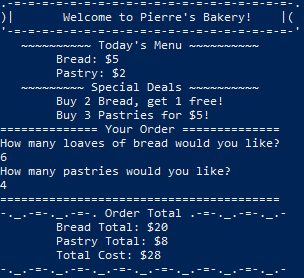 .-=-.-=-.-=-.-=-.-=-.-=-.-=-.-=-.-=-.
)|       Welcome to Pierre's Bakery!     |(
'-=-.-=-.-=-.-=-.-=-.-=-.-=-.-=-.-=-.'
~~~~~~~~~~ Today's Menu ~~~~~~~~~~
Bread: $5
Pastry: $2
~~~~~~~~~ Special Deals ~~~~~~~~~~
Buy 2 Bread, get 1 free!
Buy 3 Pastries for $5!
============== Your Order ==============
How many loaves of bread would you like?
6
How many pastries would you like?
4
========================================
-._.-=-._.-=-. Order Total .-=-.-=-._.-
Bread Total: $20
Pastry Total: $8
Total Cost: $28
-._.-=-._.-=-._.-=-._.-=-._.-=-._.-=-._.-